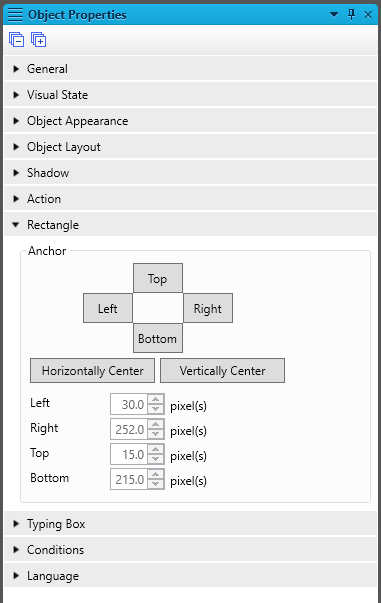 Object Properties
General
Visual State
Object Appearance
Object Layout
Shadow
Action
Rectangle
Anchor
Top
Left Right
Bottom
Horizontally Center Vertically Center
Left 30.0 pixel(s)
Right 252.0 pixel(s)
Top 15.0 pixel(s)
Bottom 215.0 pixel(s)
Typing Box
Conditions
Language